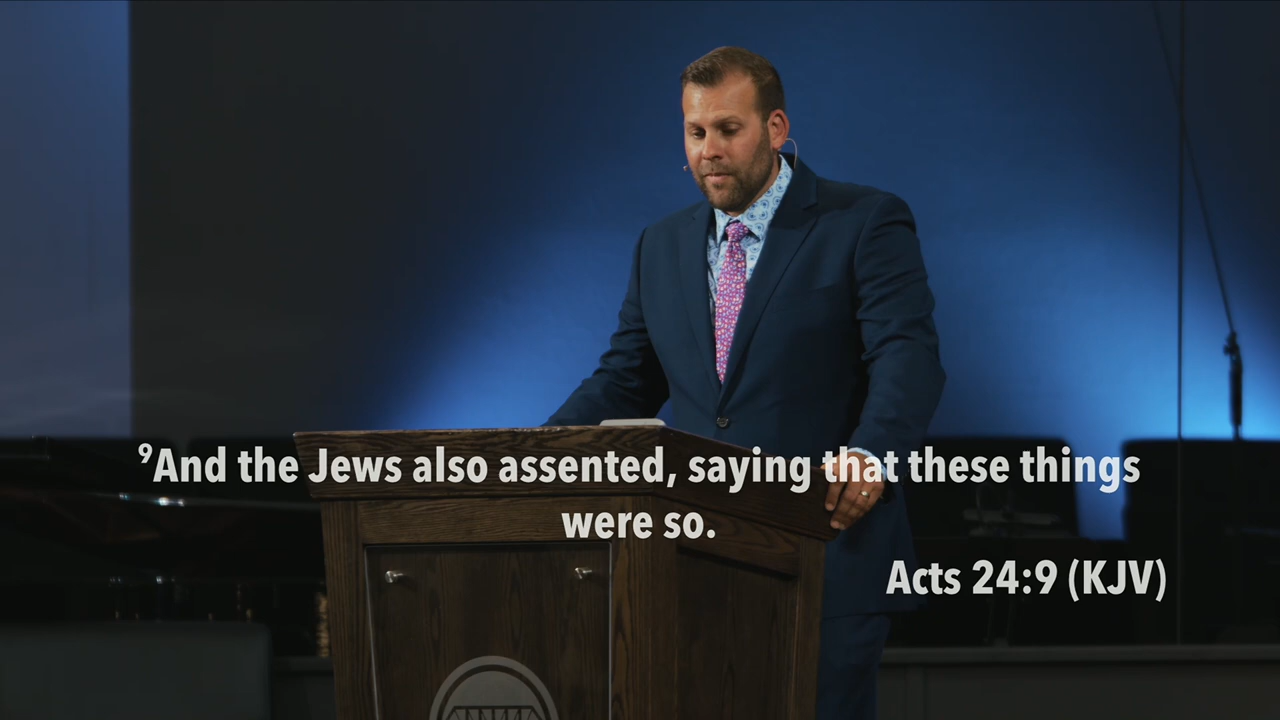 ⁹And the Jews also assented, saying that these things
were so.
Acts 24:9 (KJV)